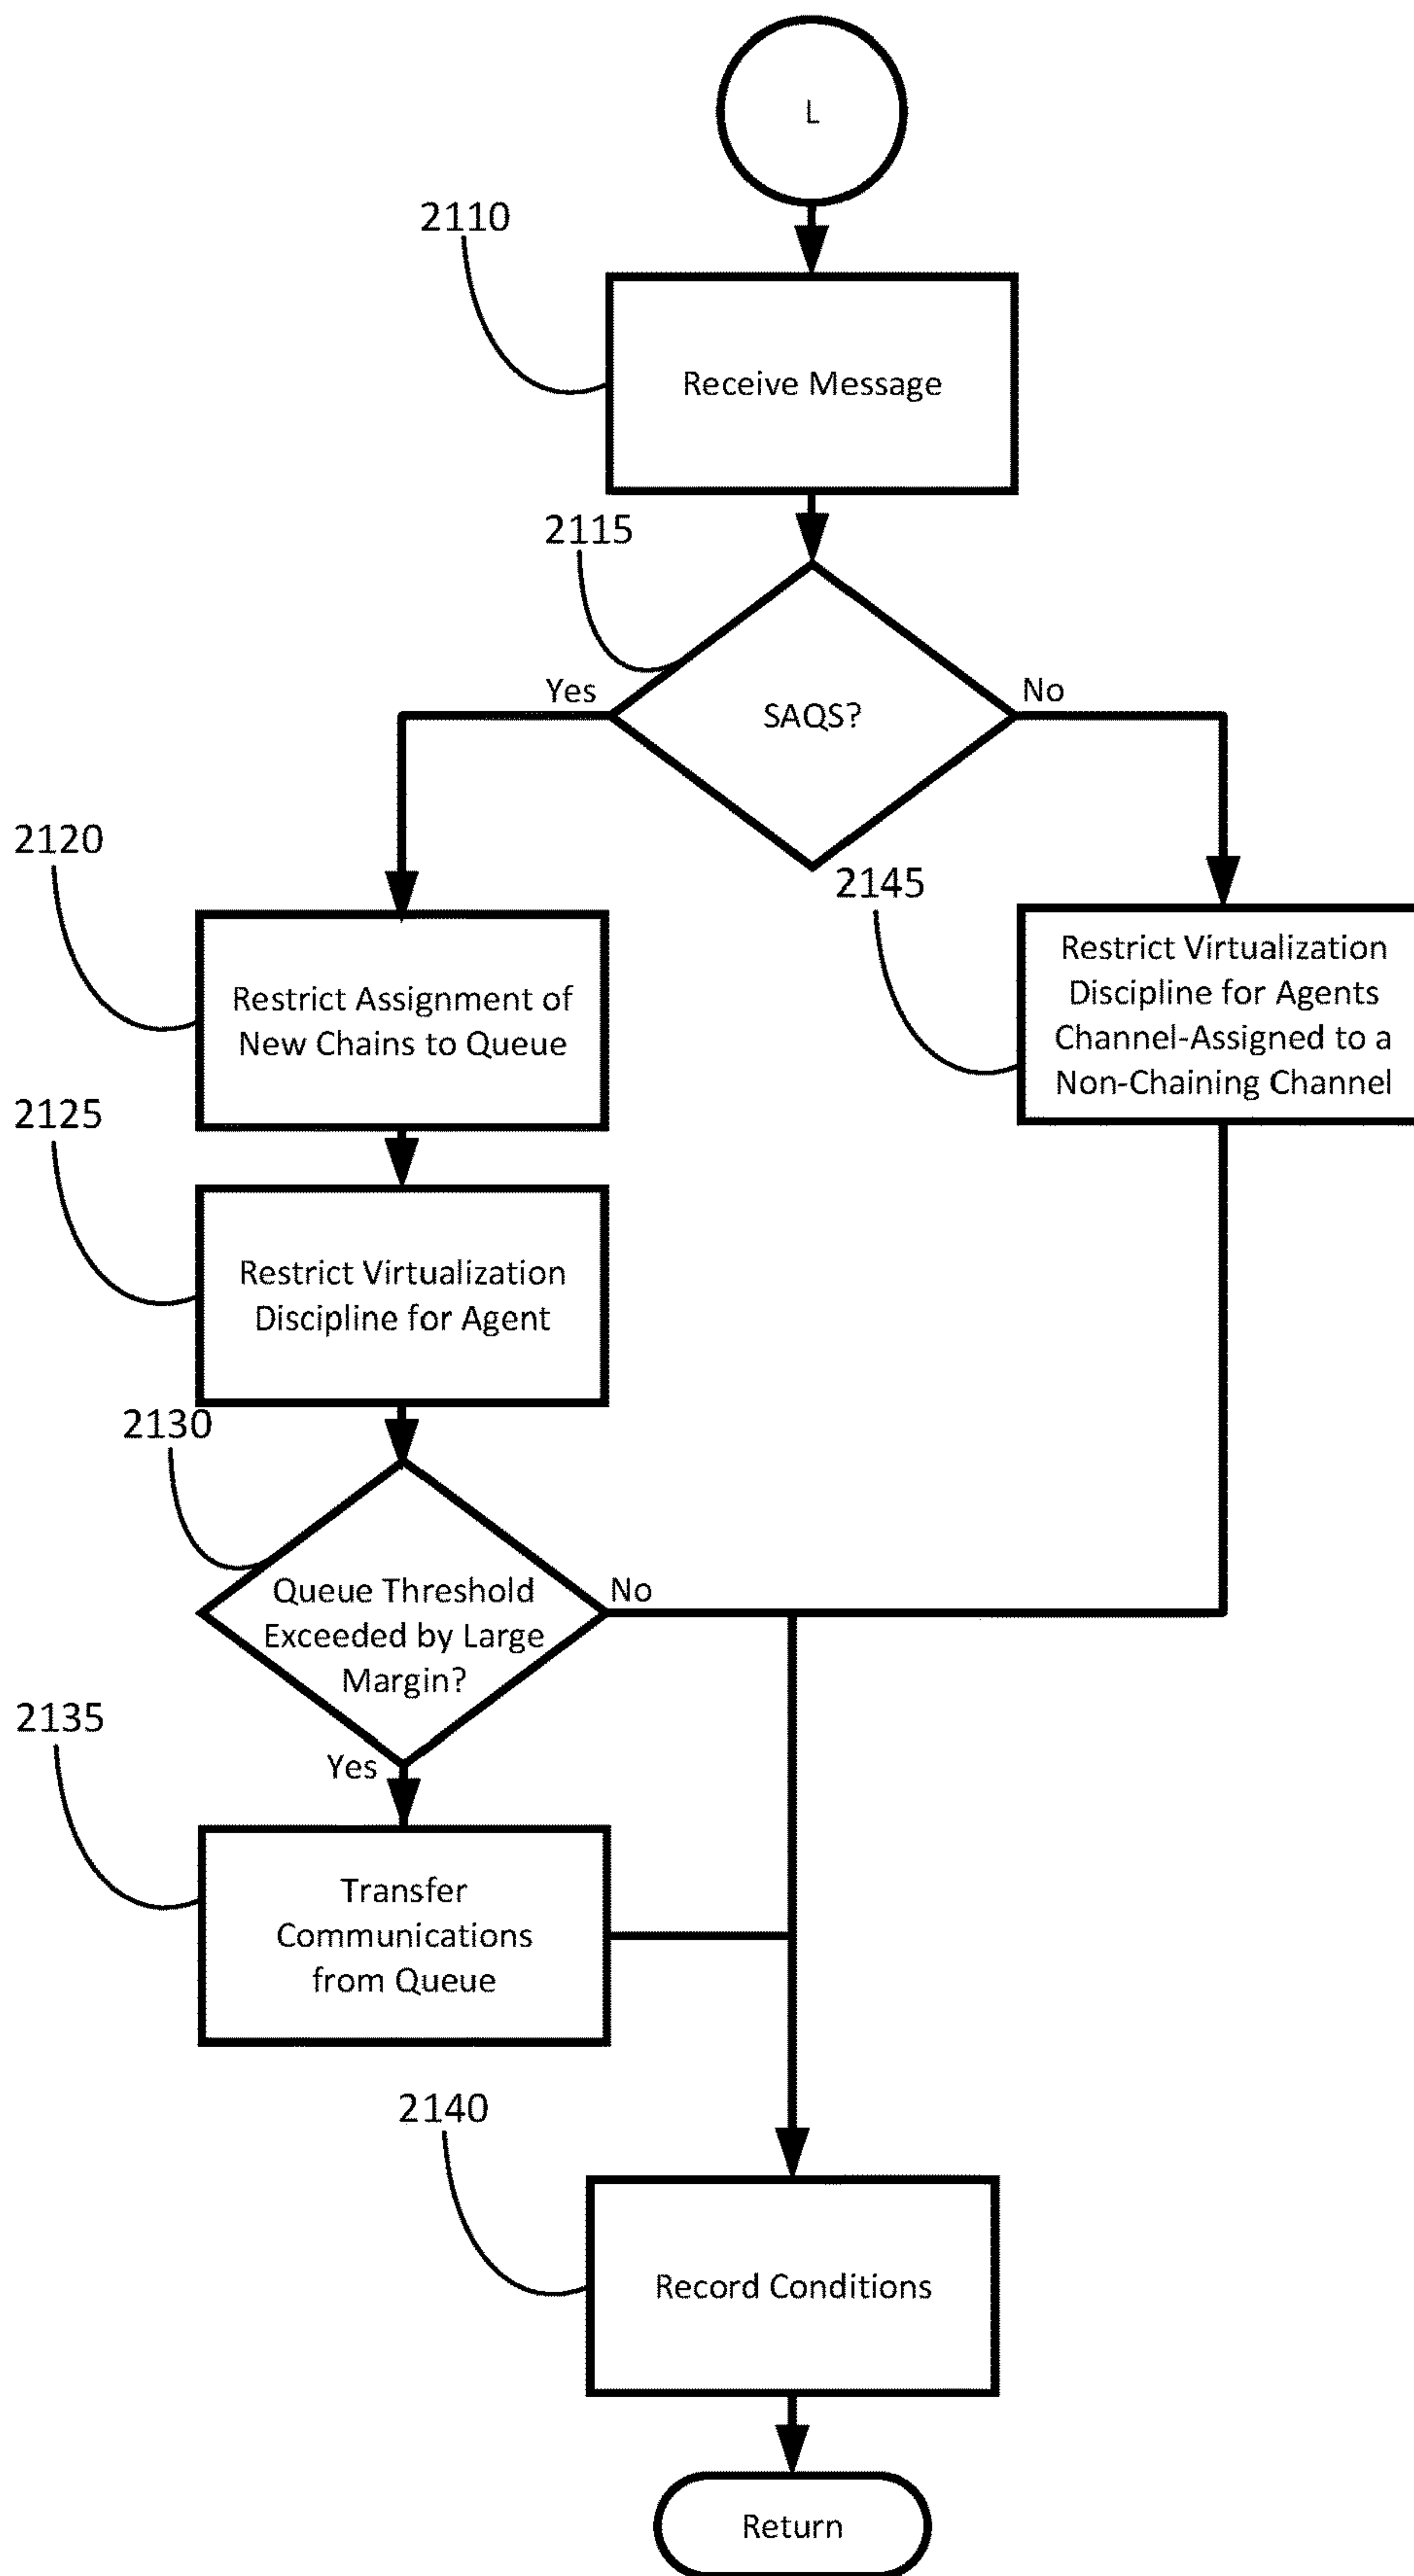 L
2110
Receive Message
2115
Yes
No
SAQS?
2120
2145
Restrict Assignment of
New Chains to Queue
Restrict Virtualization
Discipline for Agents
Channel-Assigned to a
Non-Chaining Channel
2125
Restrict Virtualization
Discipline for Agent
2130
Queue Threshold
Exceeded by Large
Margin?
No
2135
Yes
Transfer
Communications
from Queue
2140
Record Conditions
Return